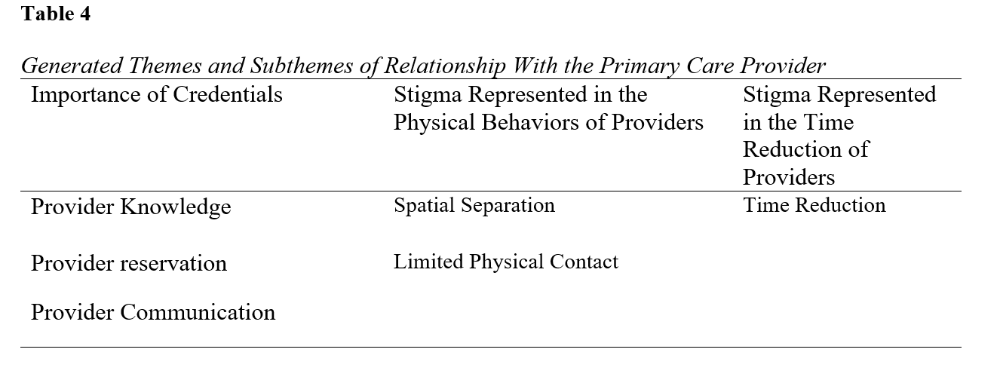 Table 4
Generated Themes and Subthemes of Relationship With the Primary Care Provider
Importance of Credentials
Stigma Represented in the
Physical Behaviors of Providers
Stigma Represented
in the Time
Reduction of
Providers
Provider Knowledge
Spatial Separation
Time Reduction
Provider reservation
Limited Physical Contact
Provider Communication